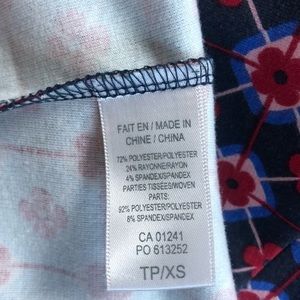 FAIT EN / MADE IN
CHINE / CHINA
72% POLYESTER/POLYESTER
24% RAYONNE/RAYON
4% SPANDEX/SPANDEX
PARTIES TISSÉES/WOVEN
PARTS:
92% POLYESTER/POLYESTER
8% SPANDEX/SPANDEX
CA 01241
PO 613252
TP/XS